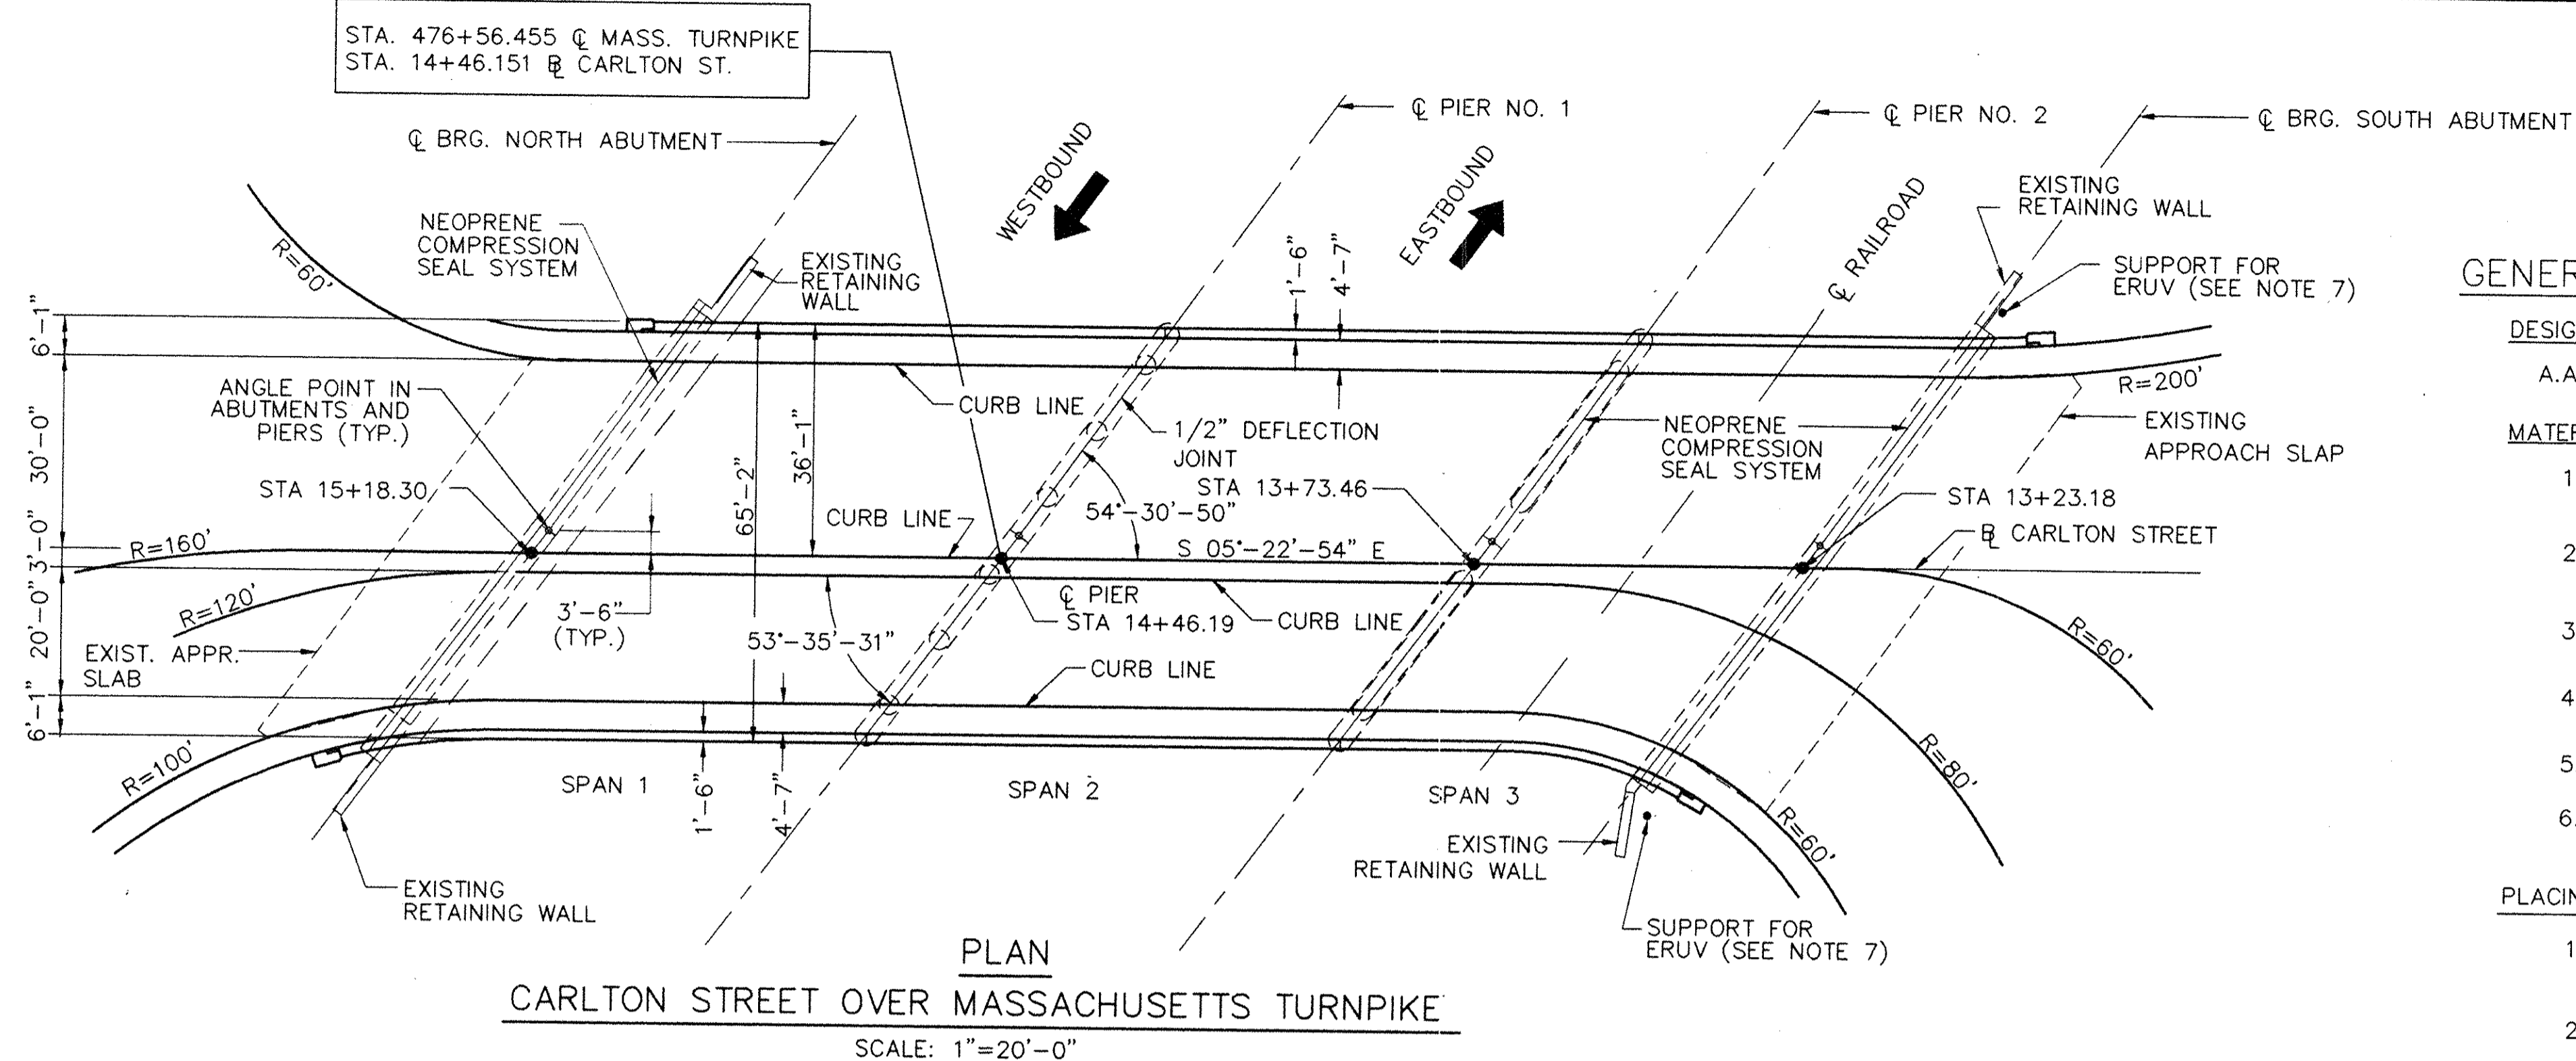 STA. 476+56.455 ℄ MASS. TURNPIKE
STA. 14+46.151 ⅊ CARLTON ST.
℄ BRG. NORTH ABUTMENT
℄ PIER NO. 1
℄ PIER NO. 2
℄ BRG. SOUTH ABUTMENT
WESTBOUND
EASTBOUND
℄ RAILROAD
EXISTING
RETAINING WALL
NEOPRENE
COMPRESSION
SEAL SYSTEM
EXISTING
RETAINING
WALL
SUPPORT FOR
ERUV (SEE NOTE 7)
R=60'
1'-6"
4'-7"
6'-1"
30'-0"
3'-0"
20'-0"
6'-1"
ANGLE POINT IN
ABUTMENTS AND
PIERS (TYP.)
CURB LINE
R=200'
EXISTING
APPROACH SLAP
1/2" DEFLECTION
JOINT
NEOPRENE
COMPRESSION
SEAL SYSTEM
36'-1"
65'-2"
STA 15+18.30
STA 13+73.46
STA 13+23.18
54°-30'-50"
CURB LINE
S 05°-22'-54" E
⅊ CARLTON STREET
R=160'
R=120'
3'-6"
(TYP.)
℄ PIER
STA 14+46.19
CURB LINE
53°-35'-31"
R=60'
EXIST. APPR.
SLAB
CURB LINE
R=100'
SPAN 1
1'-6"
4'-7"
SPAN 2
SPAN 3
R=80'
R=60'
EXISTING
RETAINING WALL
EXISTING
RETAINING WALL
SUPPORT FOR
ERUV (SEE NOTE 7)
PLAN
CARLTON STREET OVER MASSACHUSETTS TURNPIKE
SCALE: 1"=20'-0"
GENER
DESIG
A.A
MATER
1
2
3
4
5
6.
PLACIN
1
2